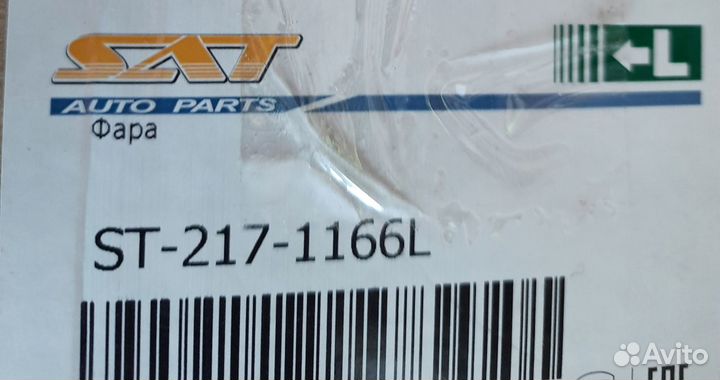 SAT
L
AUTO PARTS
Фара
ST-217-1166L
Avito